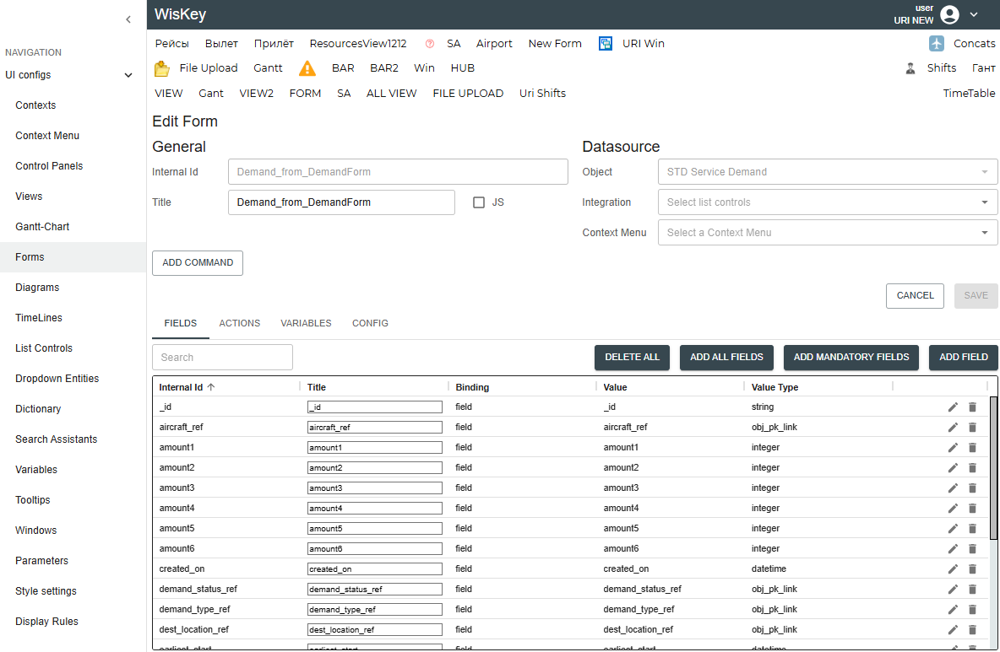 WisKey
user
URI NEW
NAVIGATION
UI configs
Contexts
Context Menu
Control Panels
Views
Gantt-Chart
Forms
Diagrams
TimeLines
List Controls
Dropdown Entities
Dictionary
Search Assistants
Variables
Tooltips
Windows
Parameters
Style settings
Display Rules
Рейсы Вылет Прилёт ResourcesView1212 SA Airport New Form URI Win Concats
File Upload Gantt BAR BAR2 Win HUB Shifts Гант
VIEW Gant VIEW2 FORM SA ALL VIEW FILE UPLOAD Uri Shifts TimeTable
Edit Form
General
Internal Id Demand_from_DemandForm
Title Demand_from_DemandForm JS
Datasource
Object STD Service Demand
Integration Select list controls
Context Menu Select a Context Menu
ADD COMMAND
CANCEL SAVE
FIELDS ACTIONS VARIABLES CONFIG
Search DELETE ALL ADD ALL FIELDS ADD MANDATORY FIELDS ADD FIELD
Internal Id Title Binding Value Value Type
_id _id field _id string
aircraft_ref aircraft_ref field aircraft_ref obj_pk_link
amount1 amount1 field amount1 integer
amount2 amount2 field amount2 integer
amount3 amount3 field amount3 integer
amount4 amount4 field amount4 integer
amount5 amount5 field amount5 integer
amount6 amount6 field amount6 integer
created_on created_on field created_on datetime
demand_status_ref demand_status_ref field demand_status_ref obj_pk_link
demand_type_ref demand_type_ref field demand_type_ref obj_pk_link
dest_location_ref dest_location_ref field dest_location_ref obj_pk_link
earliest_start earliest_start field earliest_start datetime